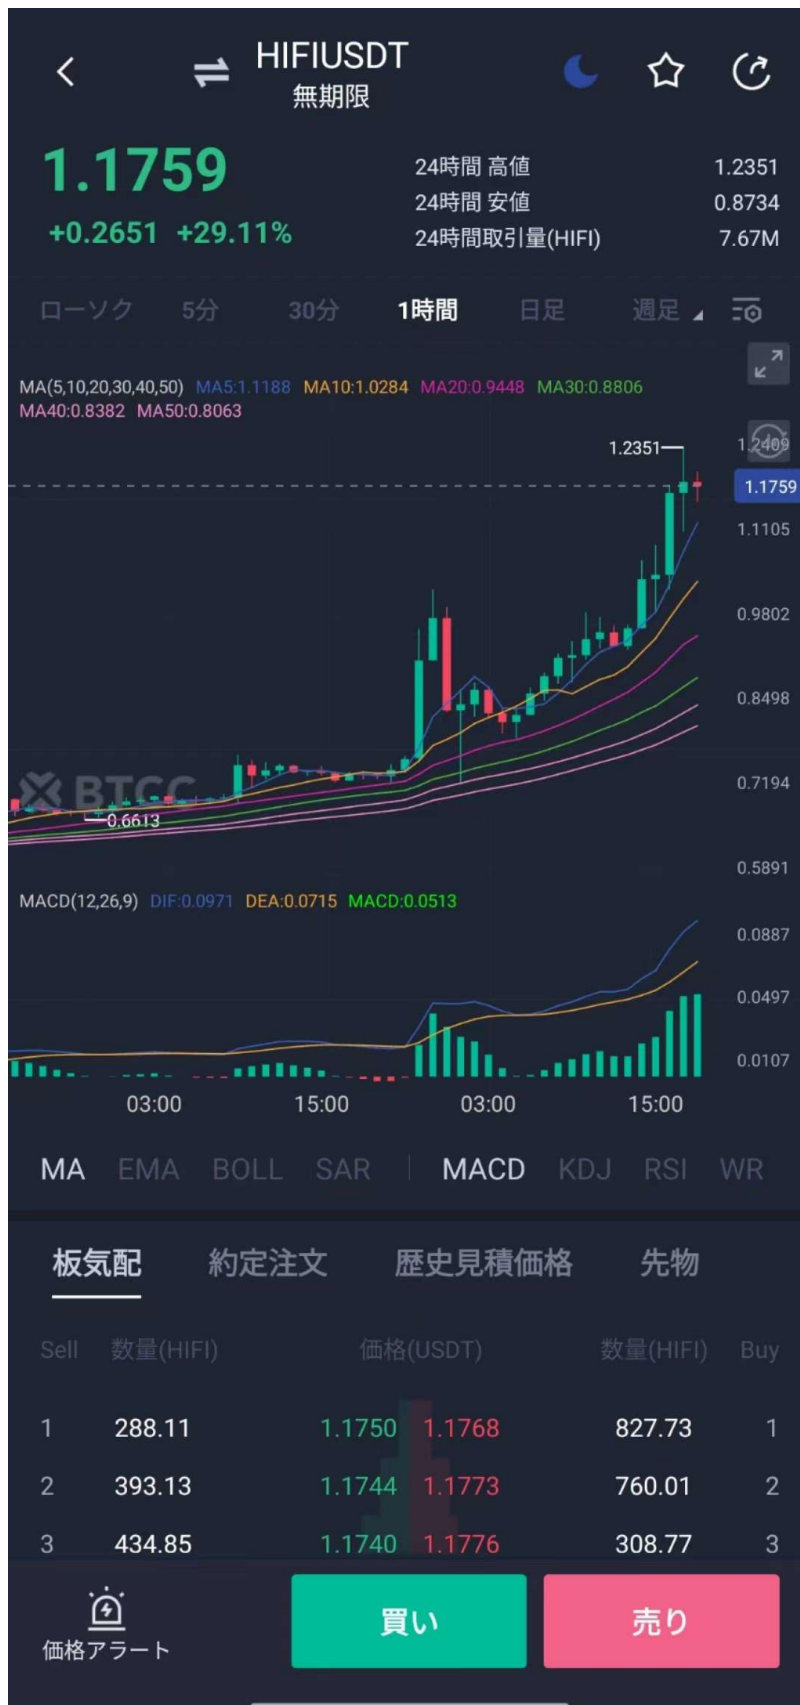 HIFIUSDT
無期限
1.1759
+0.2651 +29.11%
24時間 高値 1.2351
24時間 安値 0.8734
24時間取引量(HIFI) 7.67M
ローソク 5分 30分 1時間 日足 週足
MA(5,10,20,30,40,50) MA5:1.1188 MA10:1.0284 MA20:0.9448 MA30:0.8806
MA40:0.8382 MA50:0.8063
1.2351
1.2409
1.1759
1.1105
0.9802
0.8498
0.7194
BTCC
0.6613
0.5891
MACD(12,26,9) DIF:0.0971 DEA:0.0715 MACD:0.0513
0.0887
0.0497
0.0107
03:00 15:00 03:00 15:00
MA EMA BOLL SAR MACD KDJ RSI WR
板気配 約定注文 歴史見積価格 先物
Sell 数量(HIFI) 価格(USDT) 数量(HIFI) Buy
1 288.11 1.1750 1.1768 827.73 1
2 393.13 1.1744 1.1773 760.01 2
3 434.85 1.1740 1.1776 308.77 3
価格アラート 買い 売り